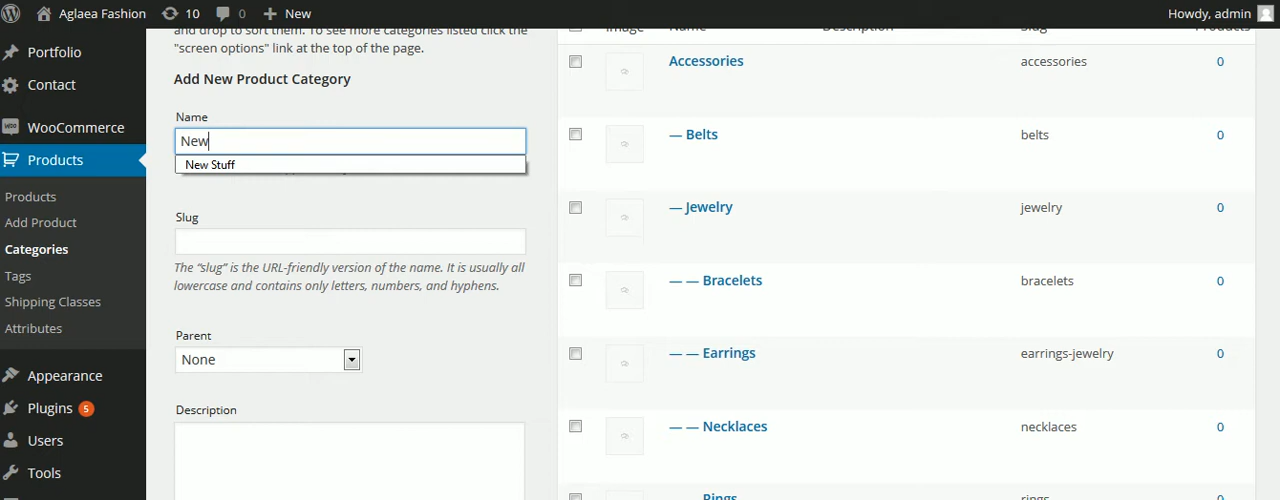 Aglaea Fashion 10 0 New Howdy, admin
Portfolio
Contact
WooCommerce
Products
Products
Add Product
Categories
Tags
Shipping Classes
Attributes
Appearance
Plugins 5
Users
Tools
and drop to sort them. To see more categories listed click the
"screen options" link at the top of the page.
Add New Product Category
Name
New
New Stuff
Slug
The “slug” is the URL-friendly version of the name. It is usually all
lowercase and contains only letters, numbers, and hyphens.
Parent
None
Description
Image Name Description Slug Products
Accessories accessories 0
— Belts belts 0
— Jewelry jewelry 0
— — Bracelets bracelets 0
— — Earrings earrings-jewelry 0
— — Necklaces necklaces 0
Rings rings 0